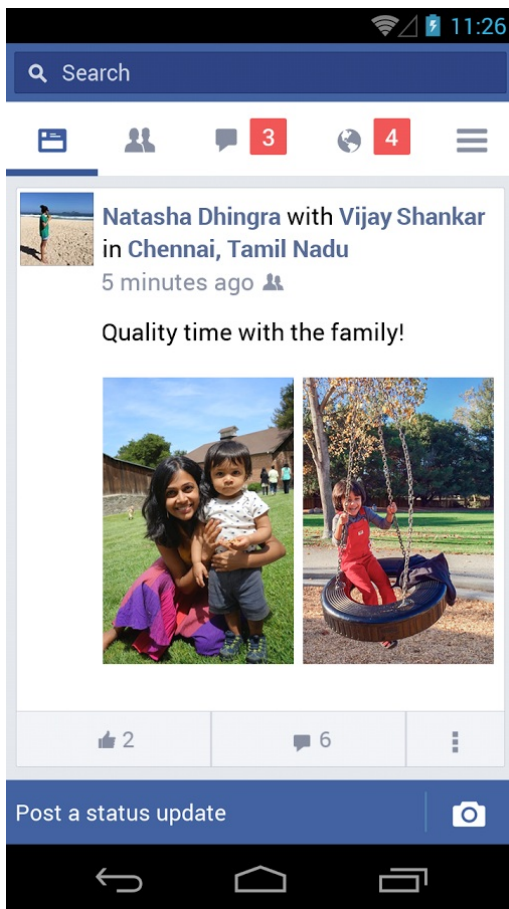 11:26
Search
3
4
Natasha Dhingra with Vijay Shankar
in Chennai, Tamil Nadu
5 minutes ago
Quality time with the family!
2
6
Post a status update